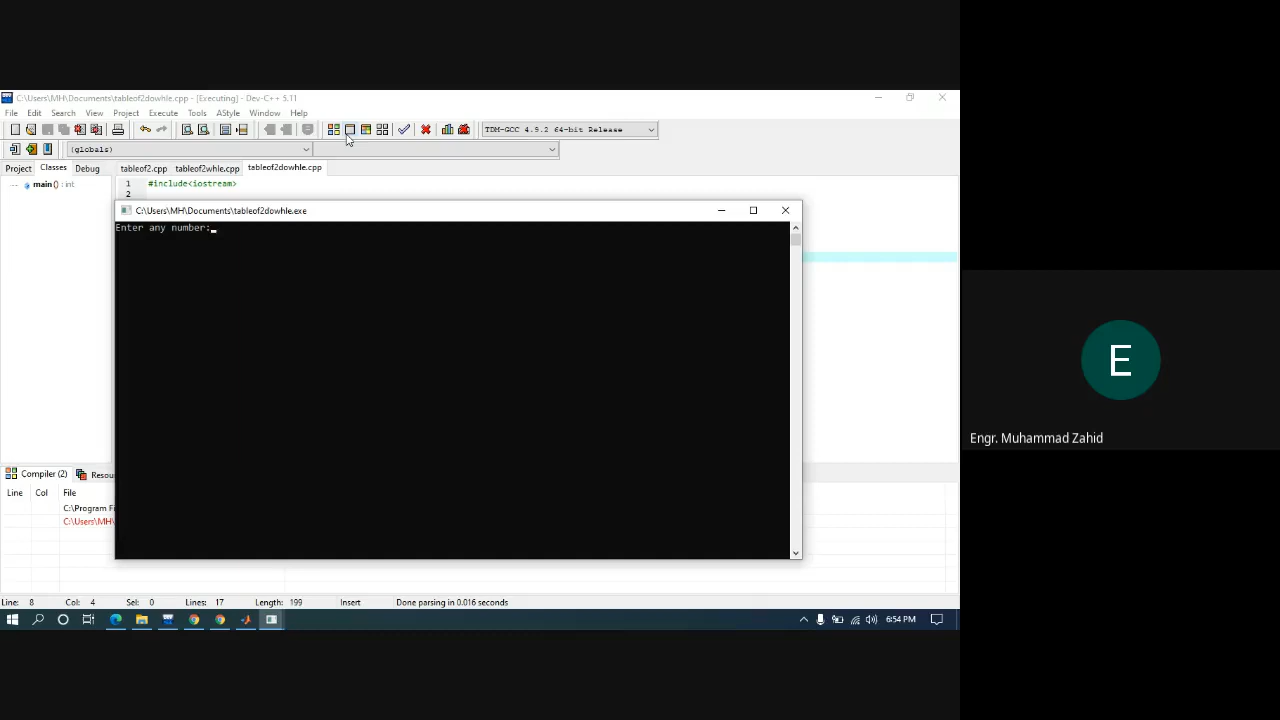 C:\Users\MH\Documents\tableof2dowhle.cpp - [Executing] - Dev-C++ 5.11
File Edit Search View Project Execute Tools AStyle Window Help
TDM-GCC 4.9.2 64-bit Release
(globals)
Project Classes Debug
tableof2.cpp tableof2whle.cpp tableof2dowhle.cpp
main() : int
1 #include<iostream>
2
C:\Users\MH\Documents\tableof2dowhle.exe
Enter any number:
E
Engr. Muhammad Zahid
Compiler (2) Resou
Line Col File
C:\Program Fi
C:\Users\MH\
Line: 8 Col: 4 Sel: 0 Lines: 17 Length: 199 Insert Done parsing in 0.016 seconds
6:54 PM